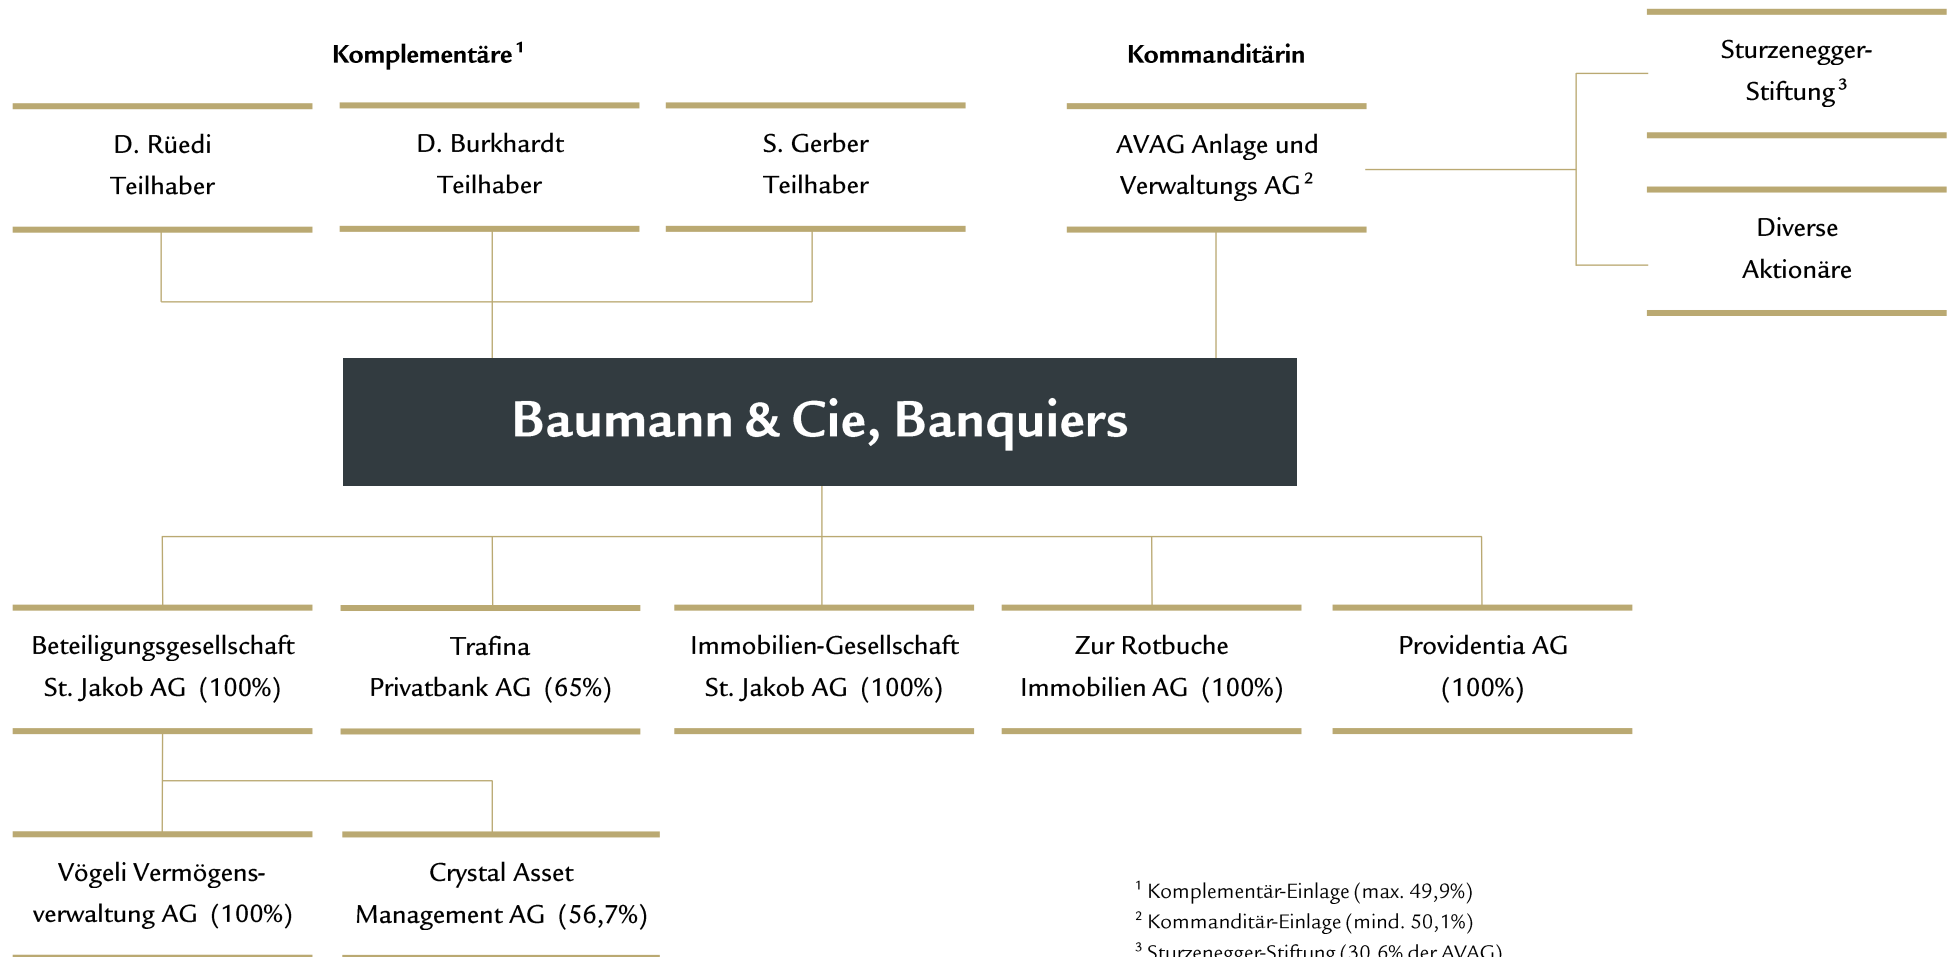 Komplementäre¹
Kommanditärin
D. Rüedi
Teilhaber
D. Burkhardt
Teilhaber
S. Gerber
Teilhaber
AVAG Anlage und
Verwaltungs AG²
Sturzenegger-
Stiftung³
Diverse
Aktionäre
Baumann & Cie, Banquiers
Beteiligungsgesellschaft
St. Jakob AG (100%)
Trafina
Privatbank AG (65%)
Immobilien-Gesellschaft
St. Jakob AG (100%)
Zur Rotbuche
Immobilien AG (100%)
Providentia AG
(100%)
Vögeli Vermögens-
verwaltung AG (100%)
Crystal Asset
Management AG (56,7%)
¹ Komplementär-Einlage (max. 49,9%)
² Kommanditär-Einlage (mind. 50,1%)
³ Sturzenegger-Stiftung (30,6% der AVAG)